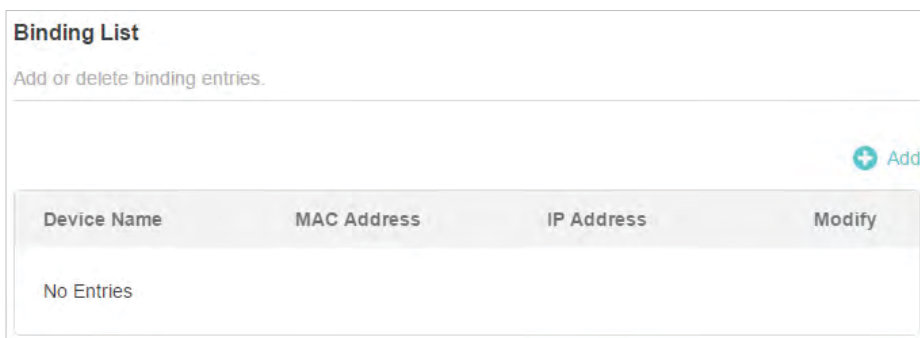 Binding List
Add or delete binding entries.
Add
Device Name MAC Address IP Address Modify
No Entries